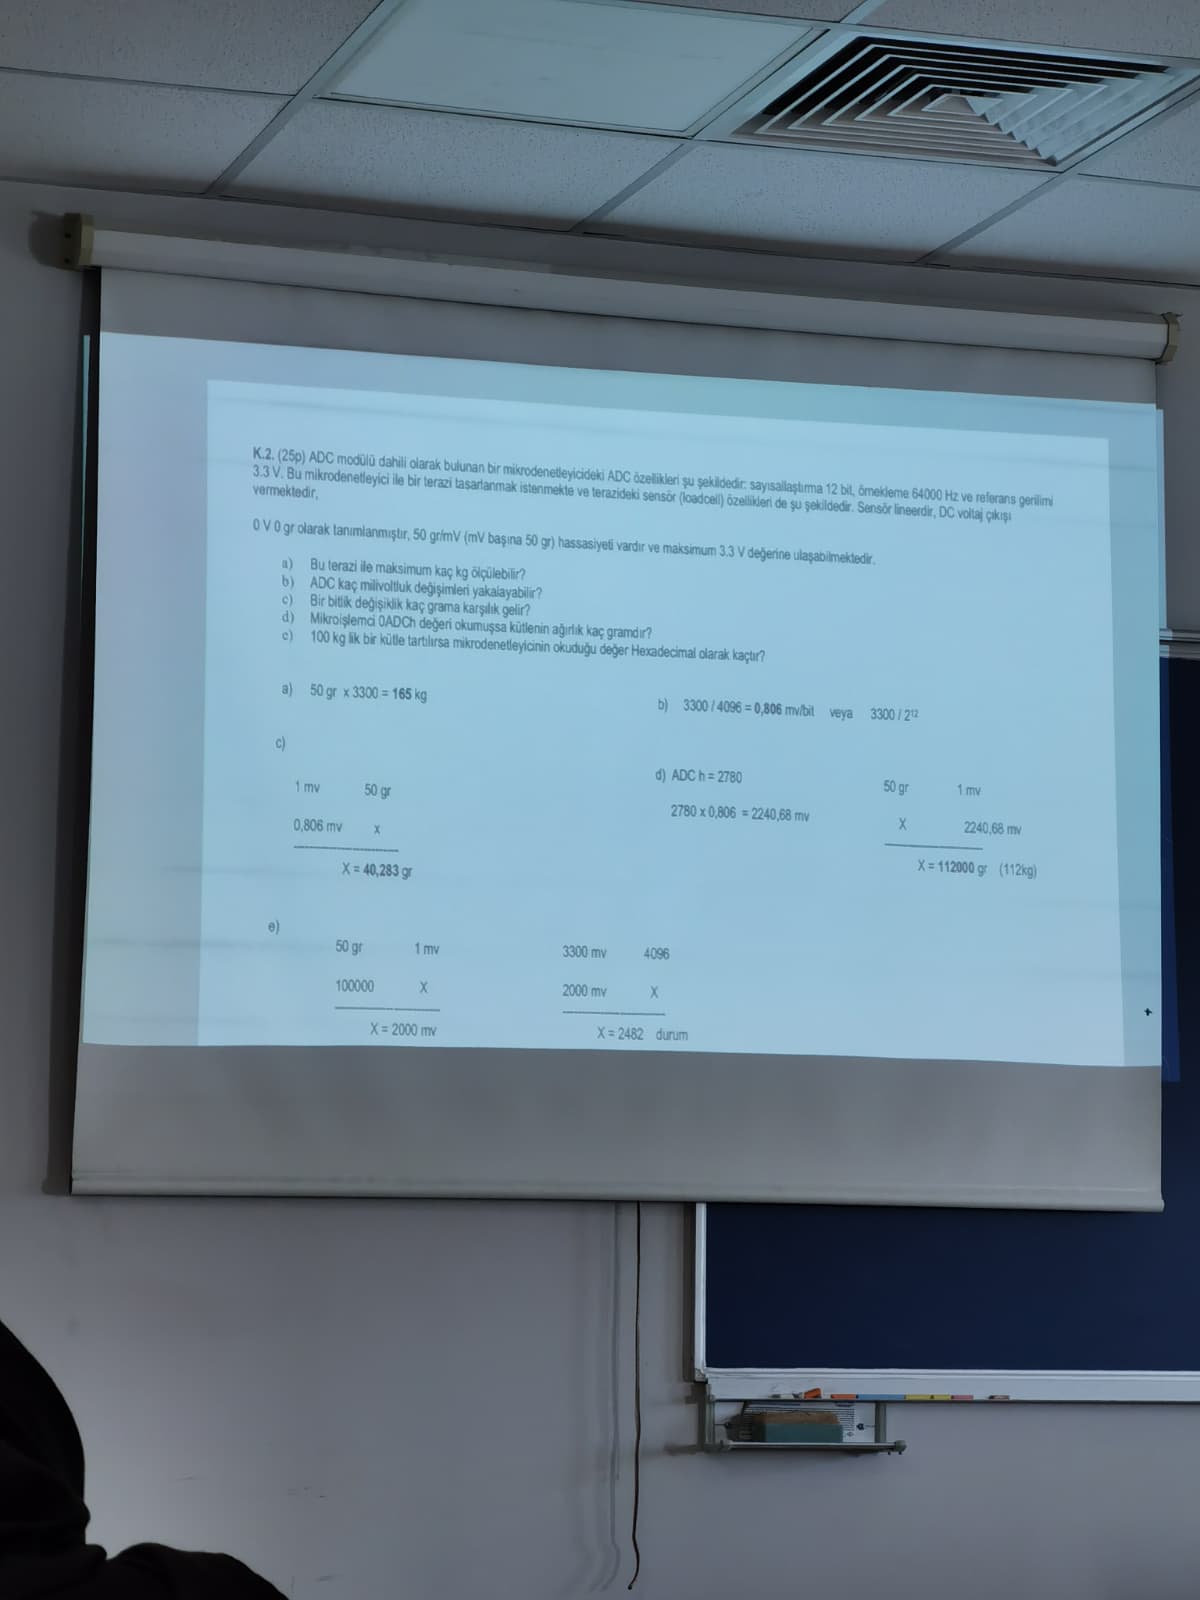 K.2. (25p) ADC modülü dahili olarak bulunan bir mikrodenetleyicideki ADC özellikleri şu şekildedir: sayısallaştırma 12 bit, örnekleme 64000 Hz ve referans gerilimi
3.3 V. Bu mikrodenetleyici ile bir terazi tasarlanmak istenmekte ve terazideki sensör (loadcell) özellikleri de şu şekildedir. Sensör lineerdir, DC voltaj çıkışı
vermektedir,
0 V 0 gr olarak tanımlanmıştır, 50 gr/mV (mV başına 50 gr) hassasiyeti vardır ve maksimum 3.3 V değerine ulaşabilmektedir.
a) Bu terazi ile maksimum kaç kg ölçülebilir?
b) ADC kaç milivoltluk değişimleri yakalayabilir?
c) Bir bitlik değişiklik kaç grama karşılık gelir?
d) Mikroişlemci 0ADCh değeri okumuşsa kütlenin ağırlık kaç gramdır?
e) 100 kg lik bir kütle tartılırsa mikrodenetleyicinin okuduğu değer Hexadecimal olarak kaçtır?
a) 50 gr x 3300 = 165 kg
b) 3300 / 4096 = 0,806 mv/bit veya 3300 / 2¹²
c)
1 mv 50 gr
0,806 mv x
X = 40,283 gr
d) ADC h = 2780
2780 x 0,806 = 2240,68 mv
50 gr 1 mv
X 2240,68 mv
X = 112000 gr (112kg)
e)
50 gr 1 mv
100000 X
X = 2000 mv
3300 mv 4096
2000 mv X
X = 2482 durum